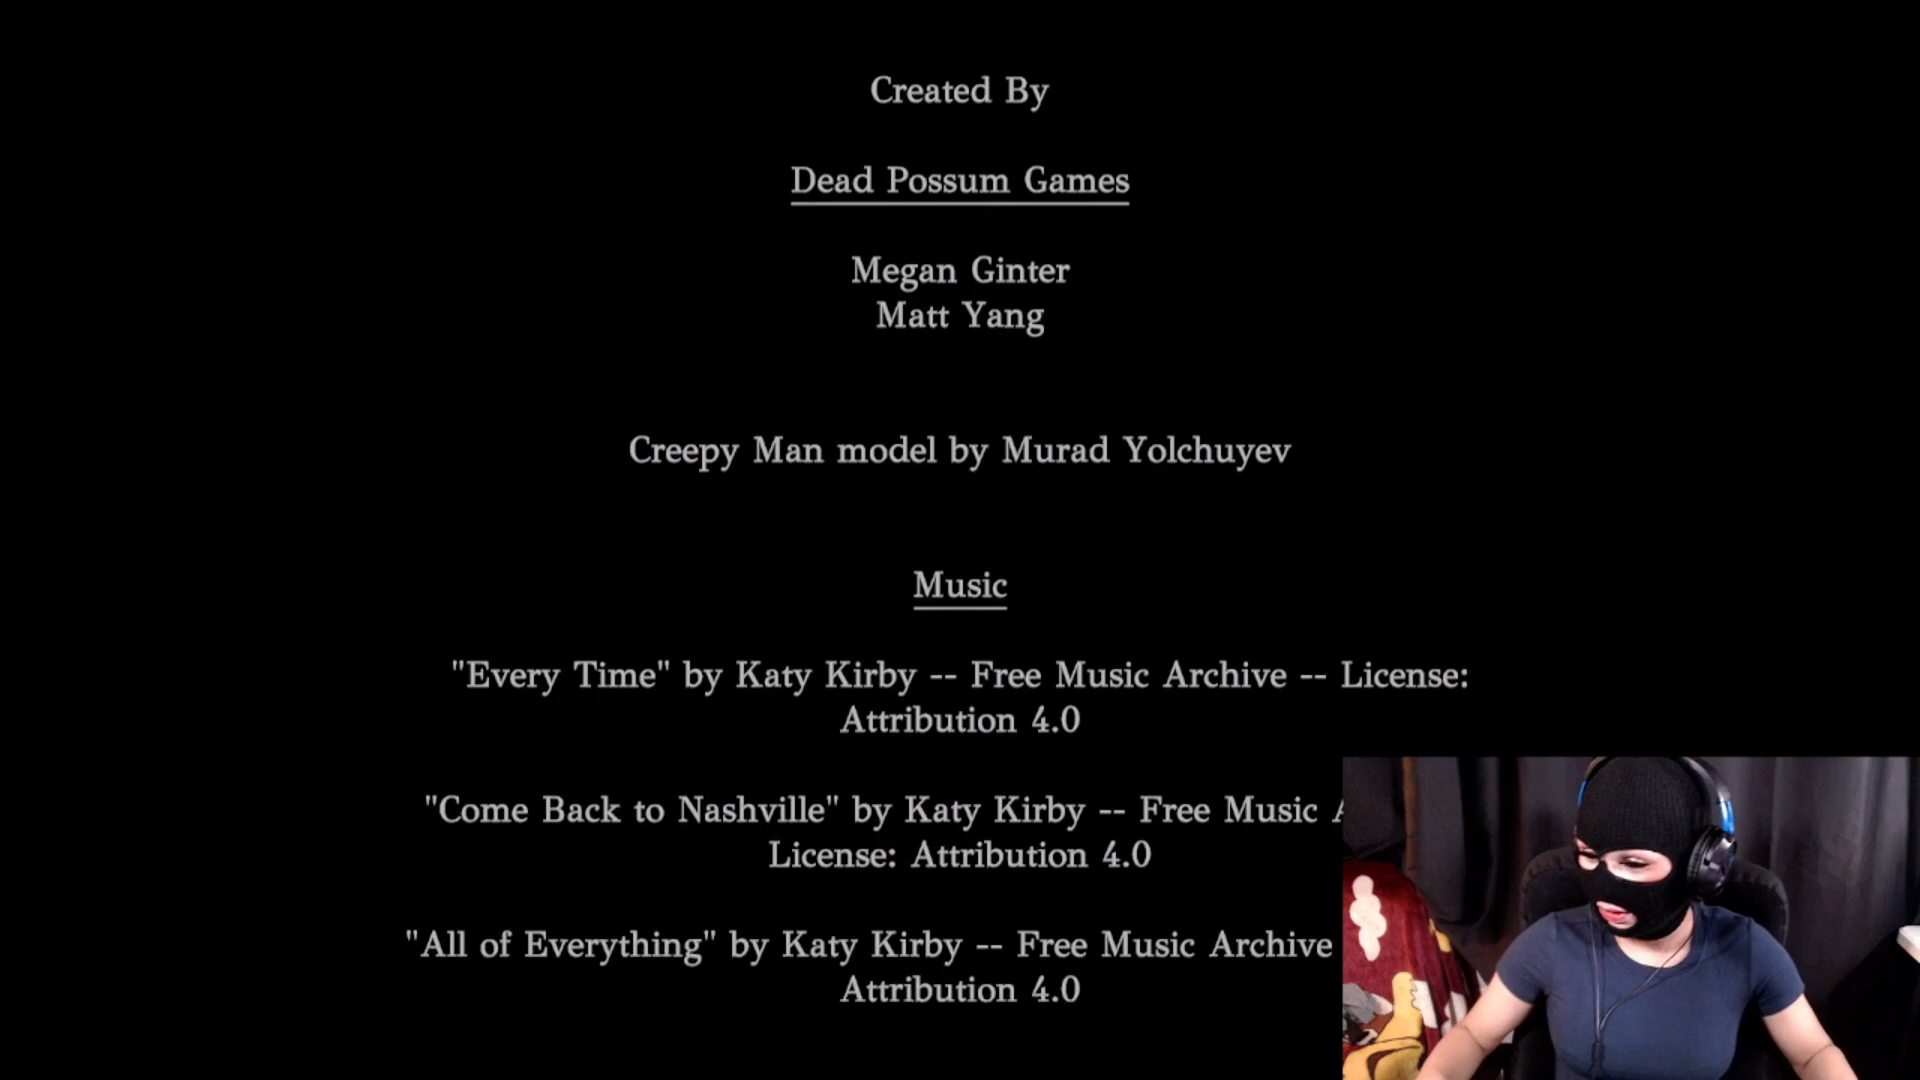 Created By
Dead Possum Games
Megan Ginter
Matt Yang
Creepy Man model by Murad Yolchuyev
Music
"Every Time" by Katy Kirby -- Free Music Archive -- License:
Attribution 4.0
"Come Back to Nashville" by Katy Kirby -- Free Music
License: Attribution 4.0
"All of Everything" by Katy Kirby -- Free Music Archive
Attribution 4.0